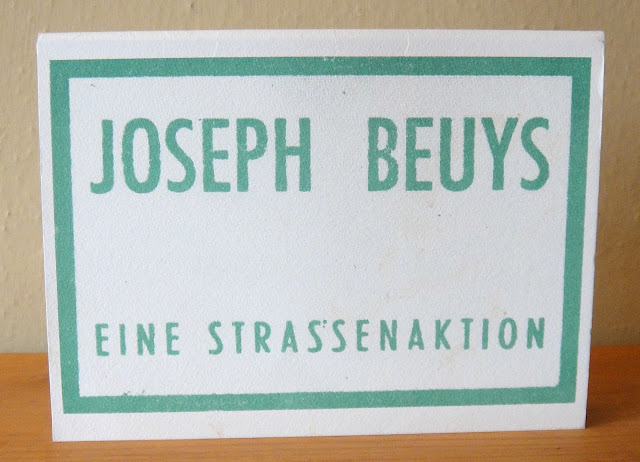 JOSEPH BEUYS
EINE STRASSENAKTION